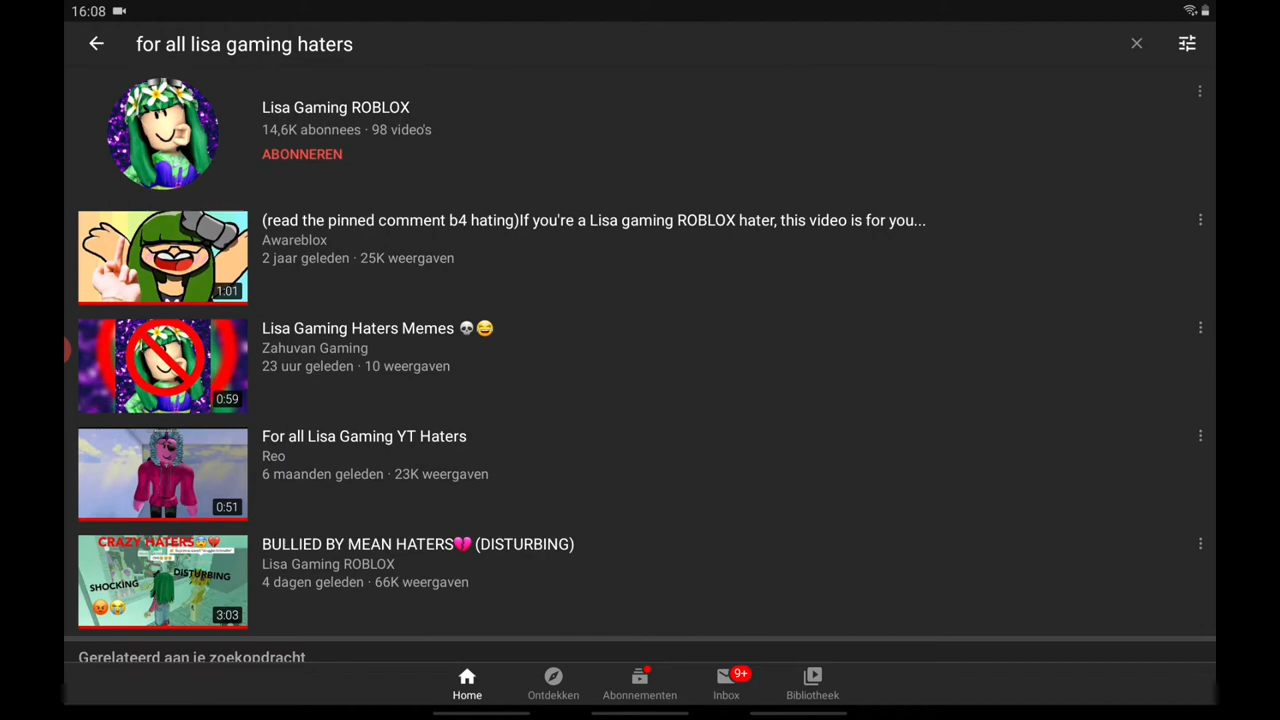 16:08
for all lisa gaming haters
Lisa Gaming ROBLOX
14,6K abonnees · 98 video's
ABONNEREN
(read the pinned comment b4 hating)If you're a Lisa gaming ROBLOX hater, this video is for you...
Awareblox
2 jaar geleden · 25K weergaven
1:01
Lisa Gaming Haters Memes 💀😂
Zahuvan Gaming
23 uur geleden · 10 weergaven
0:59
For all Lisa Gaming YT Haters
Reo
6 maanden geleden · 23K weergaven
0:51
BULLIED BY MEAN HATERS💔 (DISTURBING)
Lisa Gaming ROBLOX
4 dagen geleden · 66K weergaven
CRAZY HATERS
SHOCKING
DISTURBING
3:03
Gerelateerd aan je zoekopdracht
9+
Home
Ontdekken
Abonnementen
Inbox
Bibliotheek